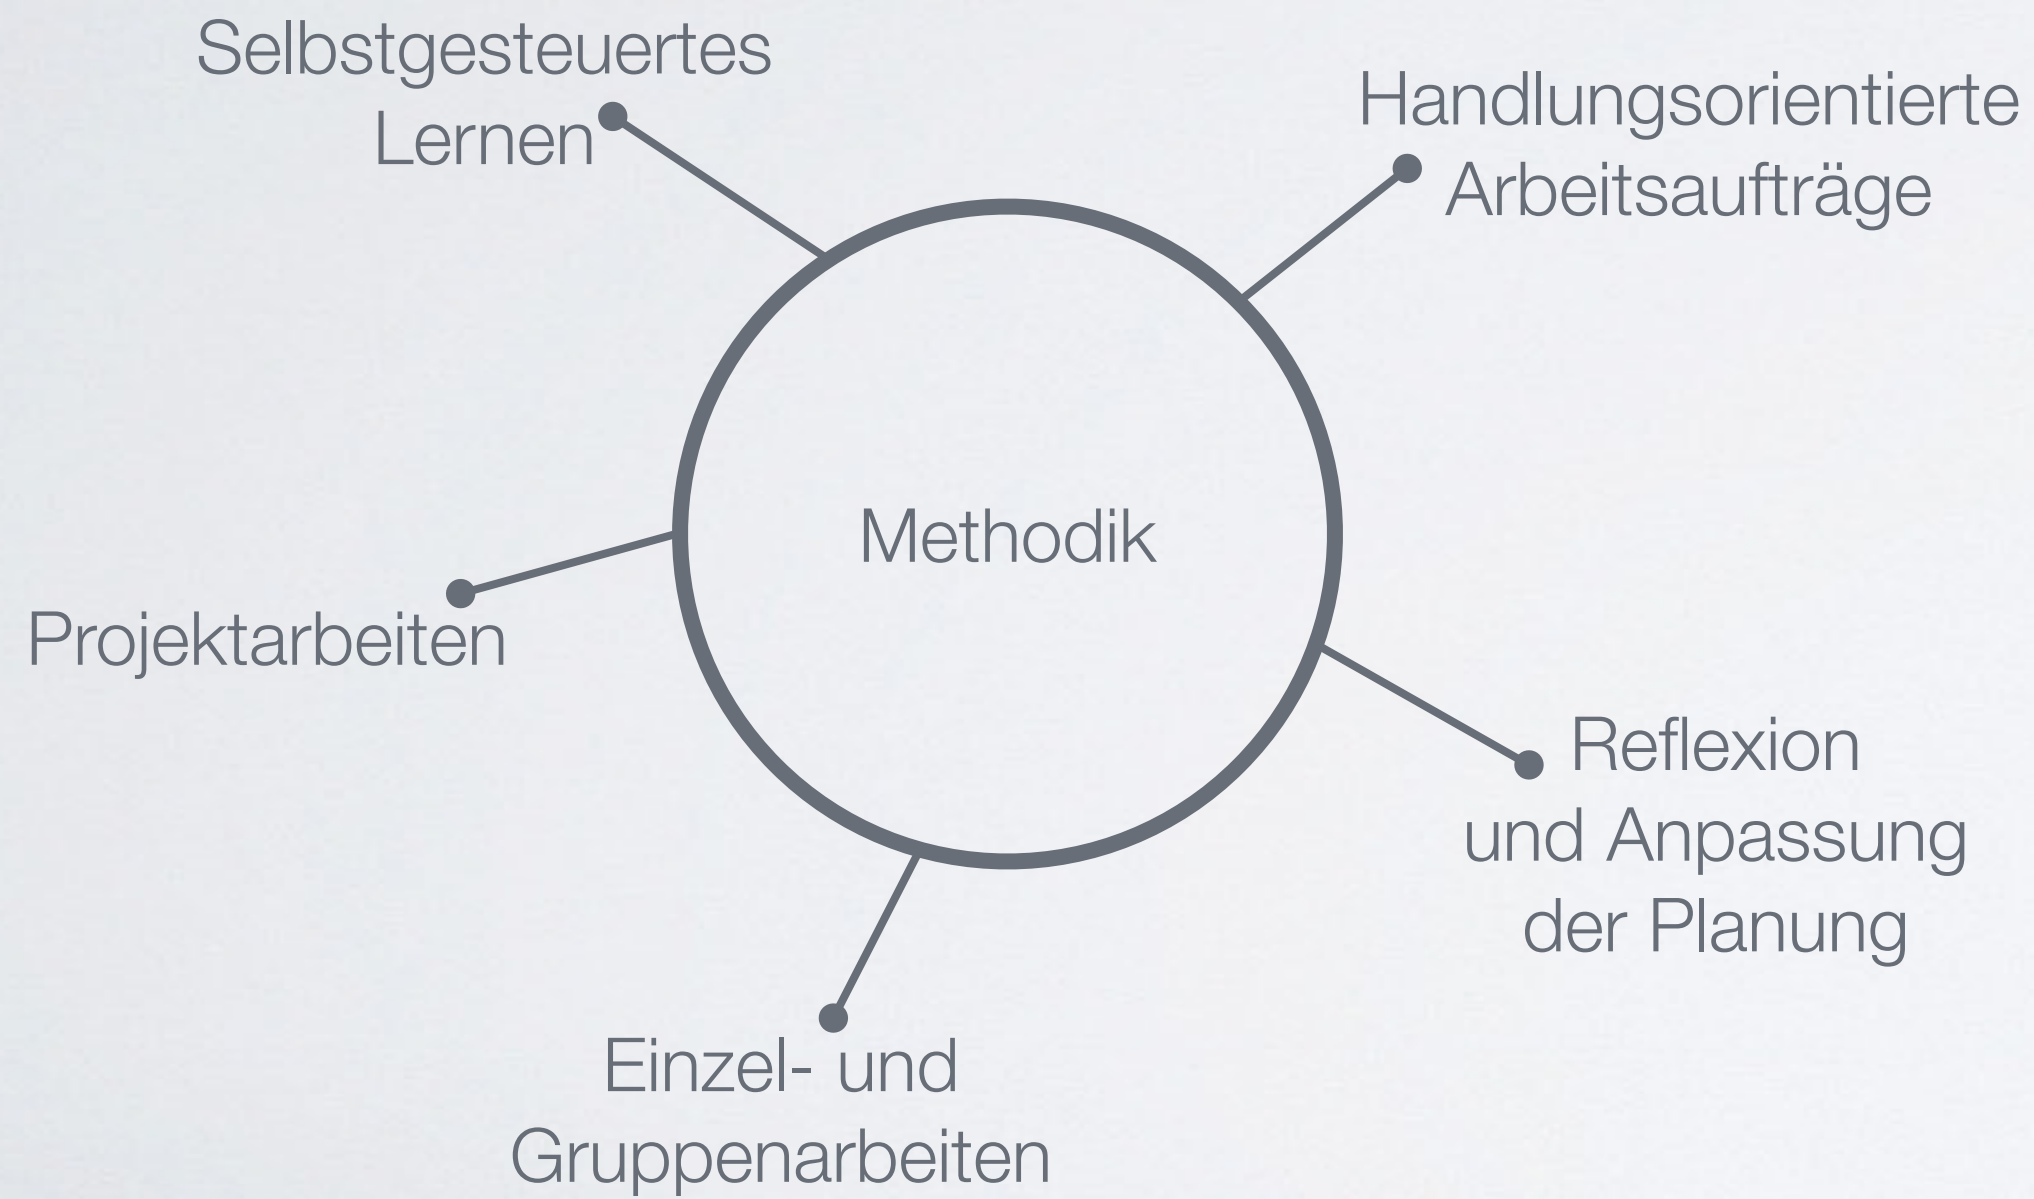 Selbstgesteuertes
Lernen
Handlungsorientierte
Arbeitsaufträge
Methodik
Projektarbeiten
Reflexion
und Anpassung
der Planung
Einzel- und
Gruppenarbeiten